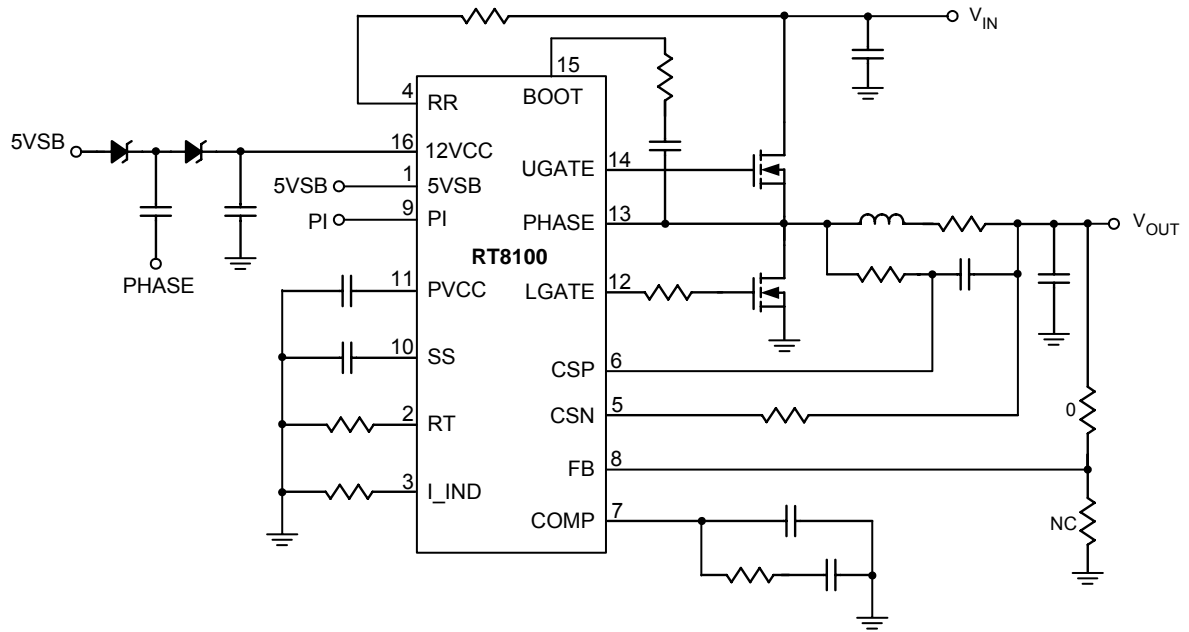 V_IN
15
BOOT
4
RR
5VSB
16
12VCC
14
UGATE
5VSB
1
5VSB
PI
9
PI
13
PHASE
V_OUT
RT8100
PHASE
11
PVCC
12
LGATE
10
SS
6
CSP
5
CSN
0
2
RT
8
FB
3
I_IND
7
COMP
NC